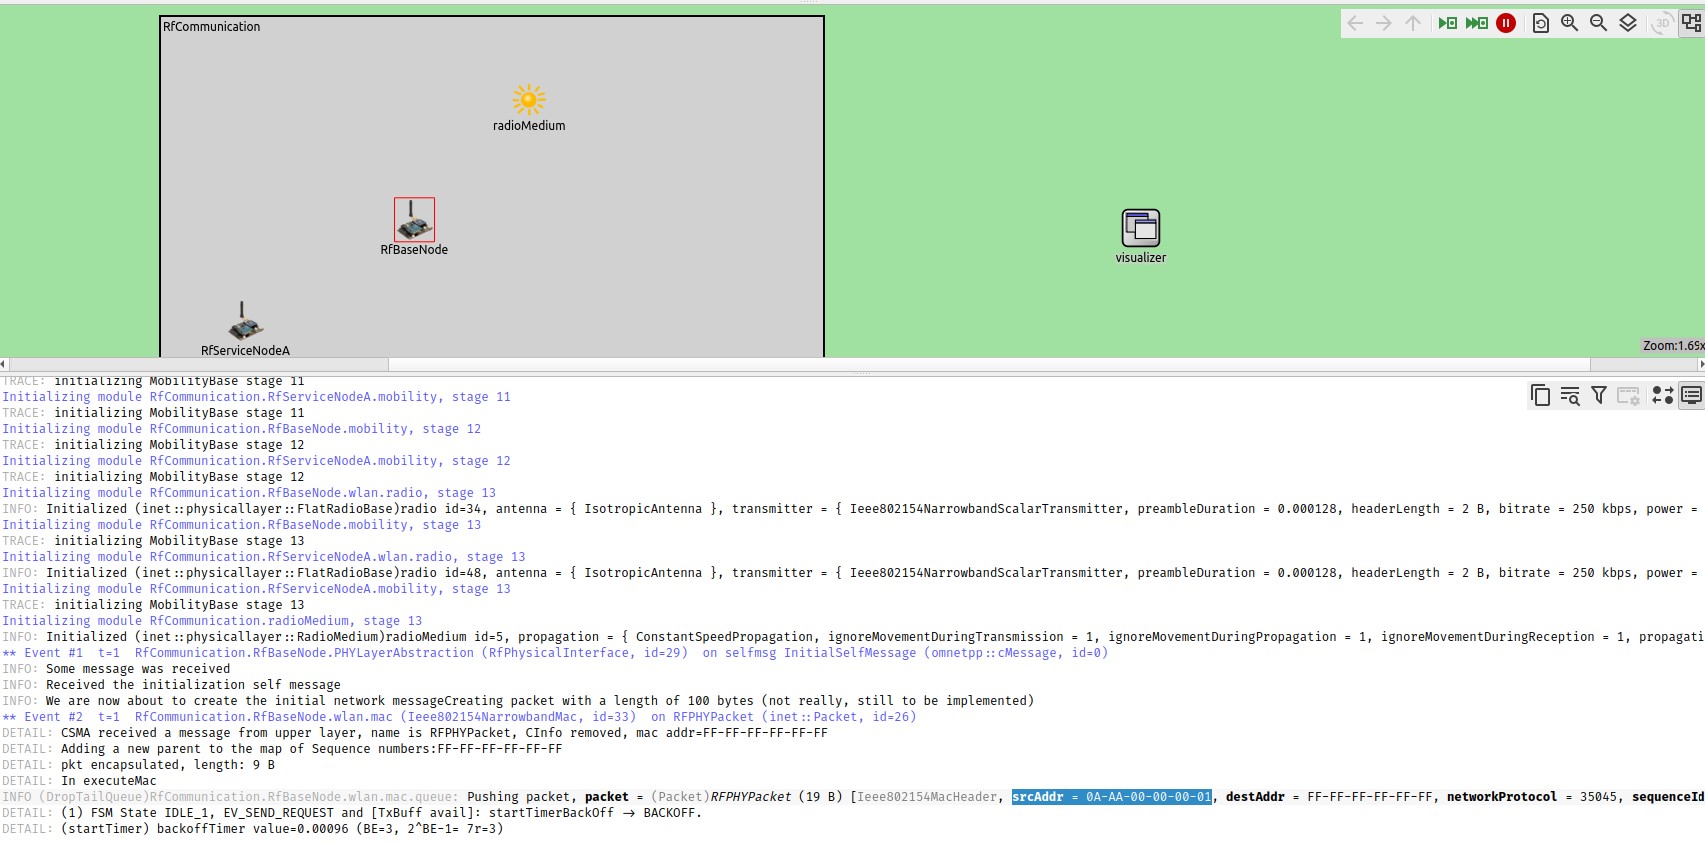 RfCommunication
3D
radioMedium
RfBaseNode
visualizer
RfServiceNodeA
Zoom:1.69x
TRACE: initializing MobilityBase stage 11
Initializing module RfCommunication.RfServiceNodeA.mobility, stage 11
TRACE: initializing MobilityBase stage 11
Initializing module RfCommunication.RfBaseNode.mobility, stage 12
TRACE: initializing MobilityBase stage 12
Initializing module RfCommunication.RfServiceNodeA.mobility, stage 12
TRACE: initializing MobilityBase stage 12
Initializing module RfCommunication.RfBaseNode.wlan.radio, stage 13
INFO: Initialized (inet::physicallayer::FlatRadioBase)radio id=34, antenna = { IsotropicAntenna }, transmitter = { Ieee802154NarrowbandScalarTransmitter, preambleDuration = 0.000128, headerLength = 2 B, bitrate = 250 kbps, power =
Initializing module RfCommunication.RfBaseNode.mobility, stage 13
TRACE: initializing MobilityBase stage 13
Initializing module RfCommunication.RfServiceNodeA.wlan.radio, stage 13
INFO: Initialized (inet::physicallayer::FlatRadioBase)radio id=48, antenna = { IsotropicAntenna }, transmitter = { Ieee802154NarrowbandScalarTransmitter, preambleDuration = 0.000128, headerLength = 2 B, bitrate = 250 kbps, power =
Initializing module RfCommunication.RfServiceNodeA.mobility, stage 13
TRACE: initializing MobilityBase stage 13
Initializing module RfCommunication.radioMedium, stage 13
INFO: Initialized (inet::physicallayer::RadioMedium)radioMedium id=5, propagation = { ConstantSpeedPropagation, ignoreMovementDuringTransmission = 1, ignoreMovementDuringPropagation = 1, ignoreMovementDuringReception = 1, propagati
** Event #1  t=1  RfCommunication.RfBaseNode.PHYLayerAbstraction (RfPhysicalInterface, id=29)  on selfmsg InitialSelfMessage (omnetpp::cMessage, id=0)
INFO: Some message was received
INFO: Received the initialization self message
INFO: We are now about to create the initial network messageCreating packet with a length of 100 bytes (not really, still to be implemented)
** Event #2  t=1  RfCommunication.RfBaseNode.wlan.mac (Ieee802154NarrowbandMac, id=33)  on RFPHYPacket (inet::Packet, id=26)
DETAIL: CSMA received a message from upper layer, name is RFPHYPacket, CInfo removed, mac addr=FF-FF-FF-FF-FF-FF
DETAIL: Adding a new parent to the map of Sequence numbers:FF-FF-FF-FF-FF-FF
DETAIL: pkt encapsulated, length: 9 B
DETAIL: In executeMac
INFO (DropTailQueue)RfCommunication.RfBaseNode.wlan.mac.queue: Pushing packet, packet = (Packet)RFPHYPacket (19 B) [Ieee802154MacHeader, srcAddr = 0A-AA-00-00-00-01, destAddr = FF-FF-FF-FF-FF-FF, networkProtocol = 35045, sequenceId
DETAIL: (1) FSM State IDLE_1, EV_SEND_REQUEST and [TxBuff avail]: startTimerBackOff -> BACKOFF.
DETAIL: (startTimer) backoffTimer value=0.00096 (BE=3, 2^BE-1= 7r=3)